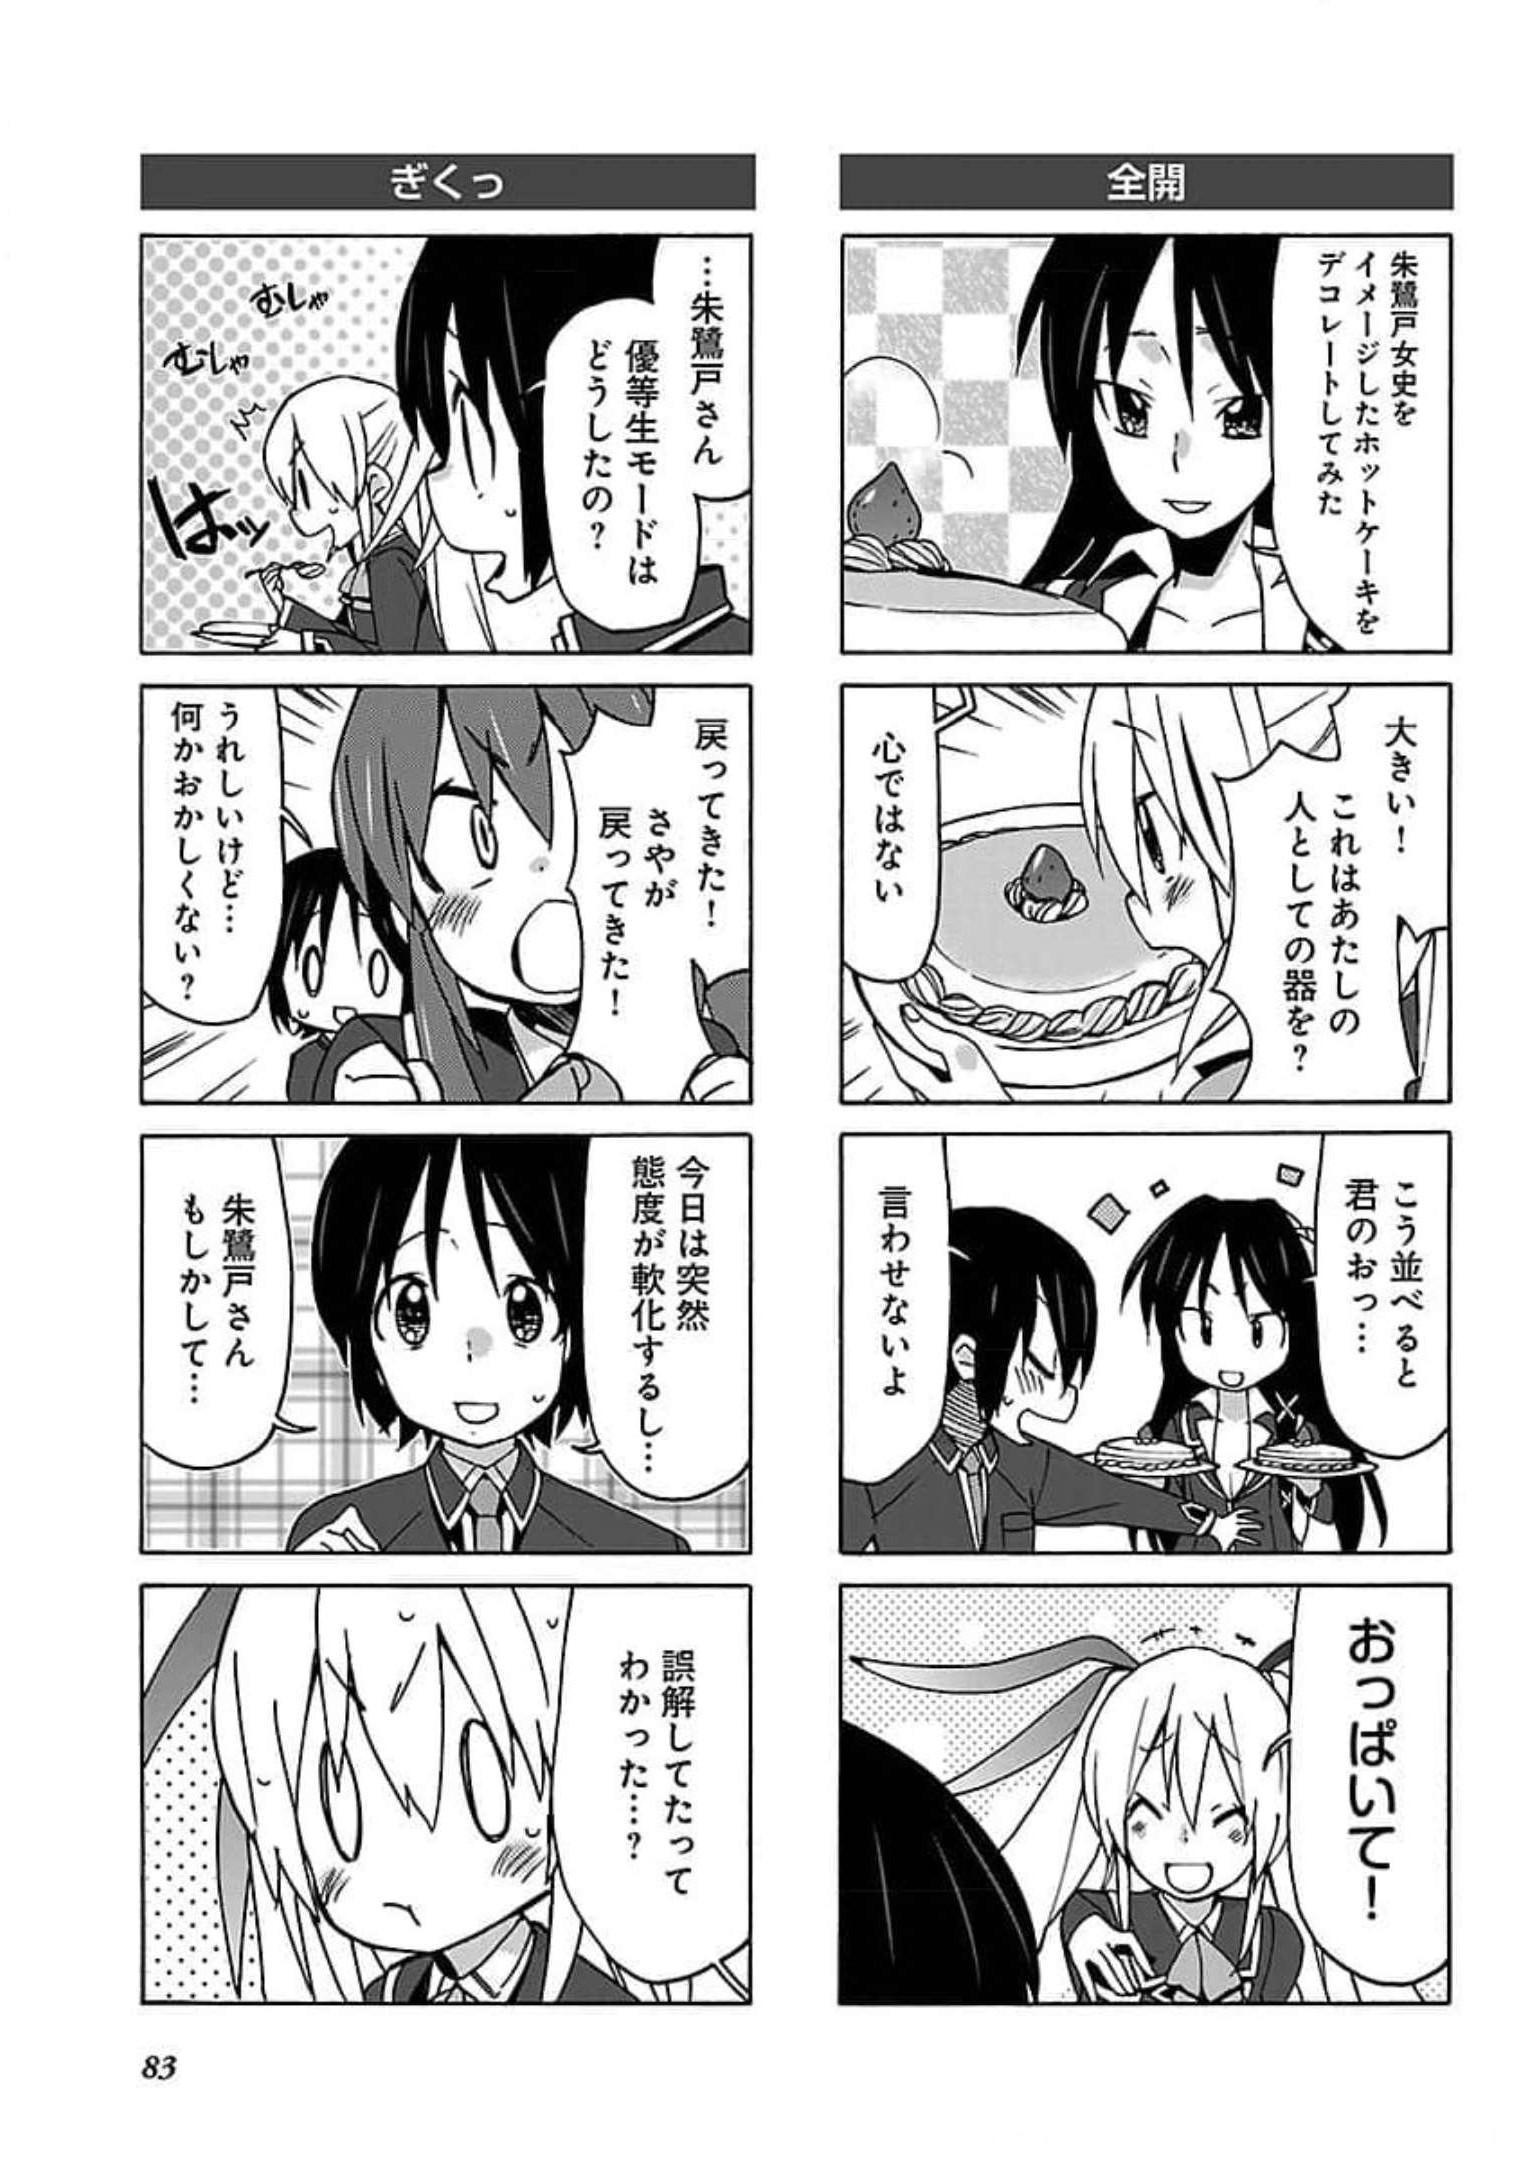 全開
朱鷺戸女史を
イメージしたホットケーキを
デコレートしてみた
大きい！
これはあたしの
人としての器を？
心ではない
こう並べると
君のおっ…
言わせないよ
おっぱいて！
ぎくっ
…朱鷺戸さん
優等生モードは
どうしたの？
むしゃ
むしゃ
はッ
戻ってきた！
さやが
戻ってきた！
うれしいけど…
何かおかしくない？
今日は突然
態度が軟化するし…
朱鷺戸さん
もしかして…
誤解してたって
わかった…？
83